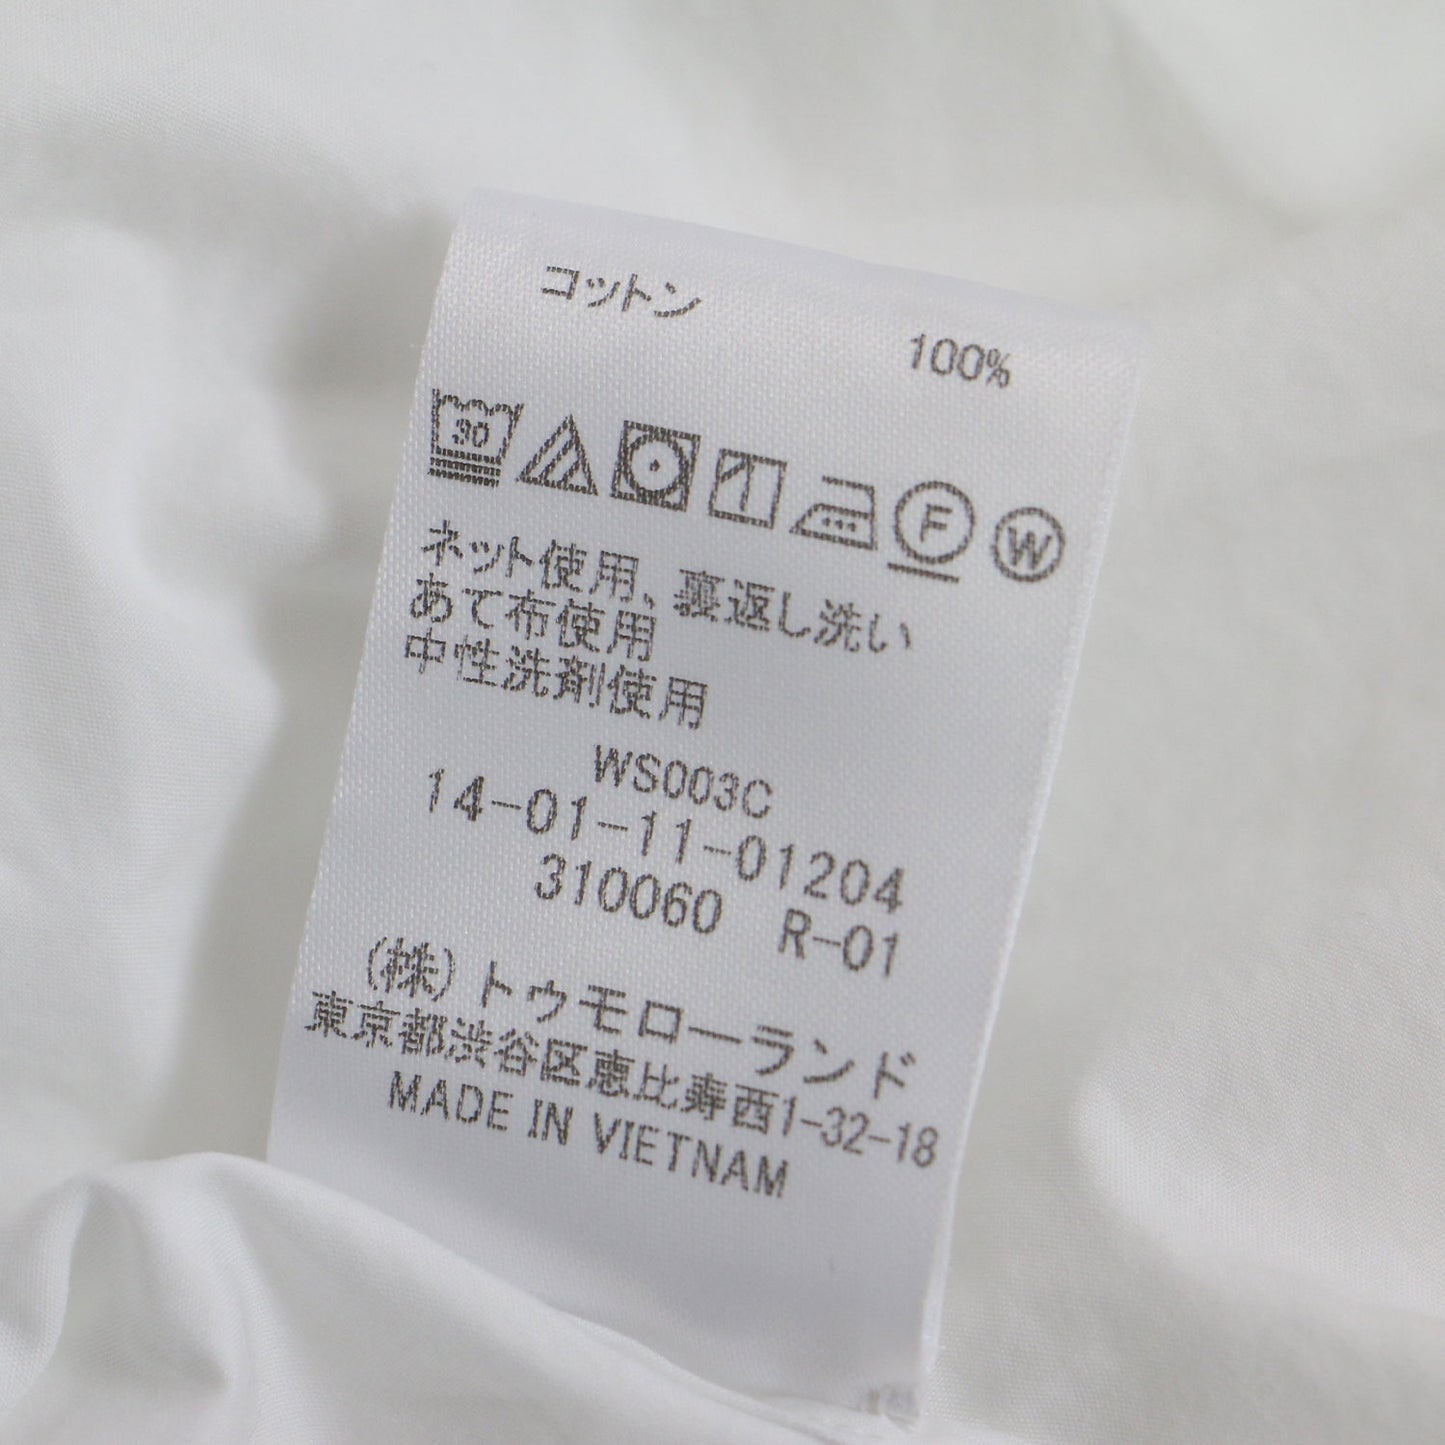 コットン 100%
30 F W
ネット使用、裏返し洗い
あて布使用
中性洗剤使用
WS003C
14-01-11-01204
310060 R-01
(株)トゥモローランド
東京都渋谷区恵比寿西1-32-18
MADE IN VIETNAM